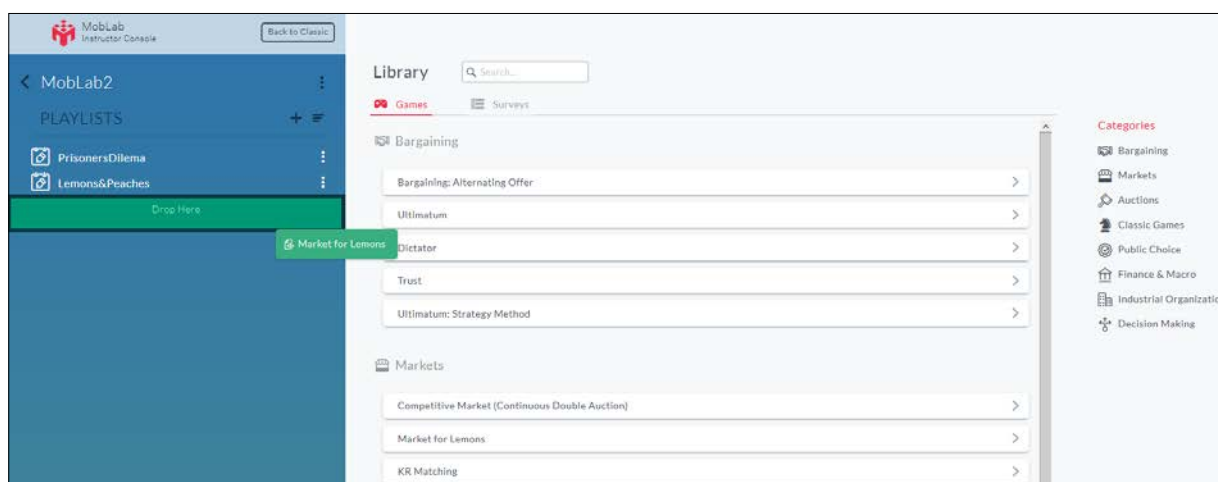 MobLab
Instructor Console
Back to Classic
MobLab2
PLAYLISTS
PrisonersDilema
Lemons&Peaches
Drop Here
Market for Lemons
Library
Search...
Games
Surveys
Bargaining
Bargaining: Alternating Offer
Ultimatum
Dictator
Trust
Ultimatum: Strategy Method
Markets
Competitive Market (Continuous Double Auction)
Market for Lemons
KR Matching
Categories
Bargaining
Markets
Auctions
Classic Games
Public Choice
Finance & Macro
Industrial Organizatio
Decision Making